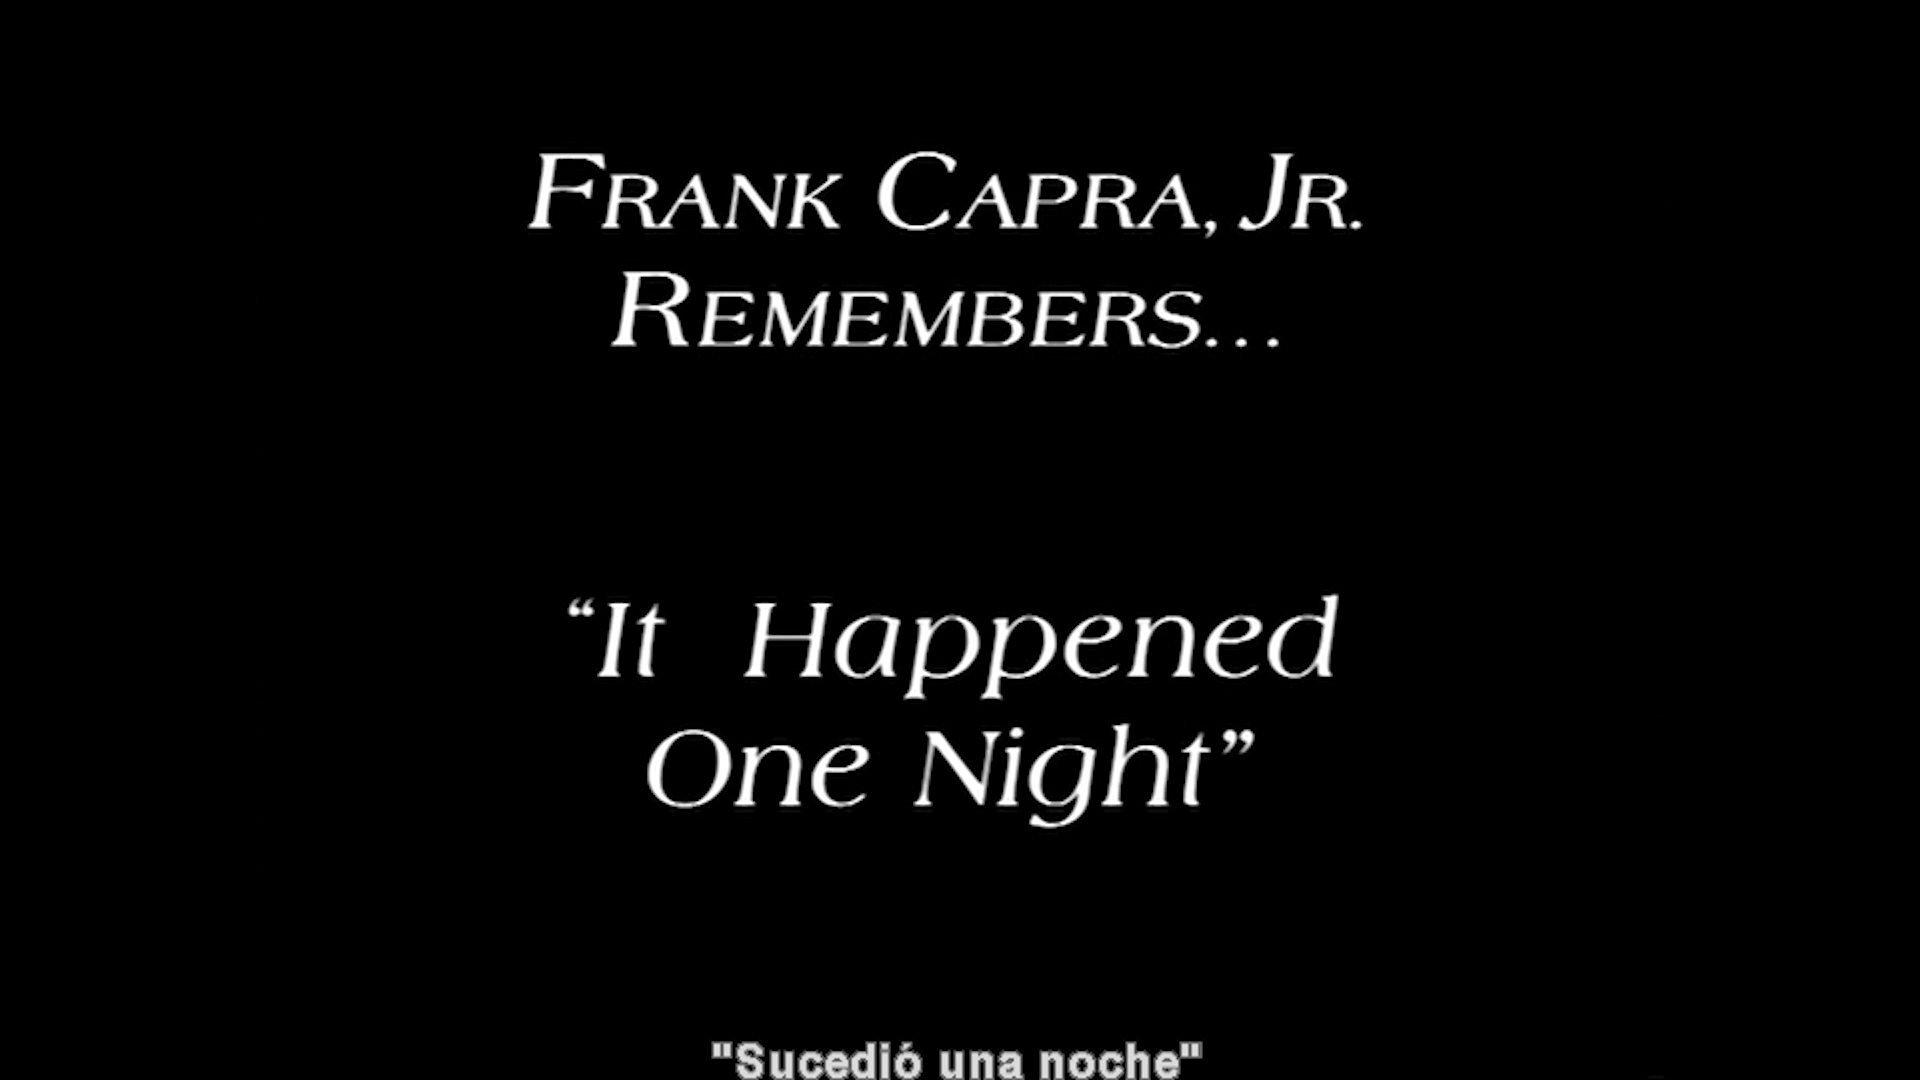 FRANK CAPRA, JR.
REMEMBERS...
“It Happened
One Night”
"Sucedió una noche"